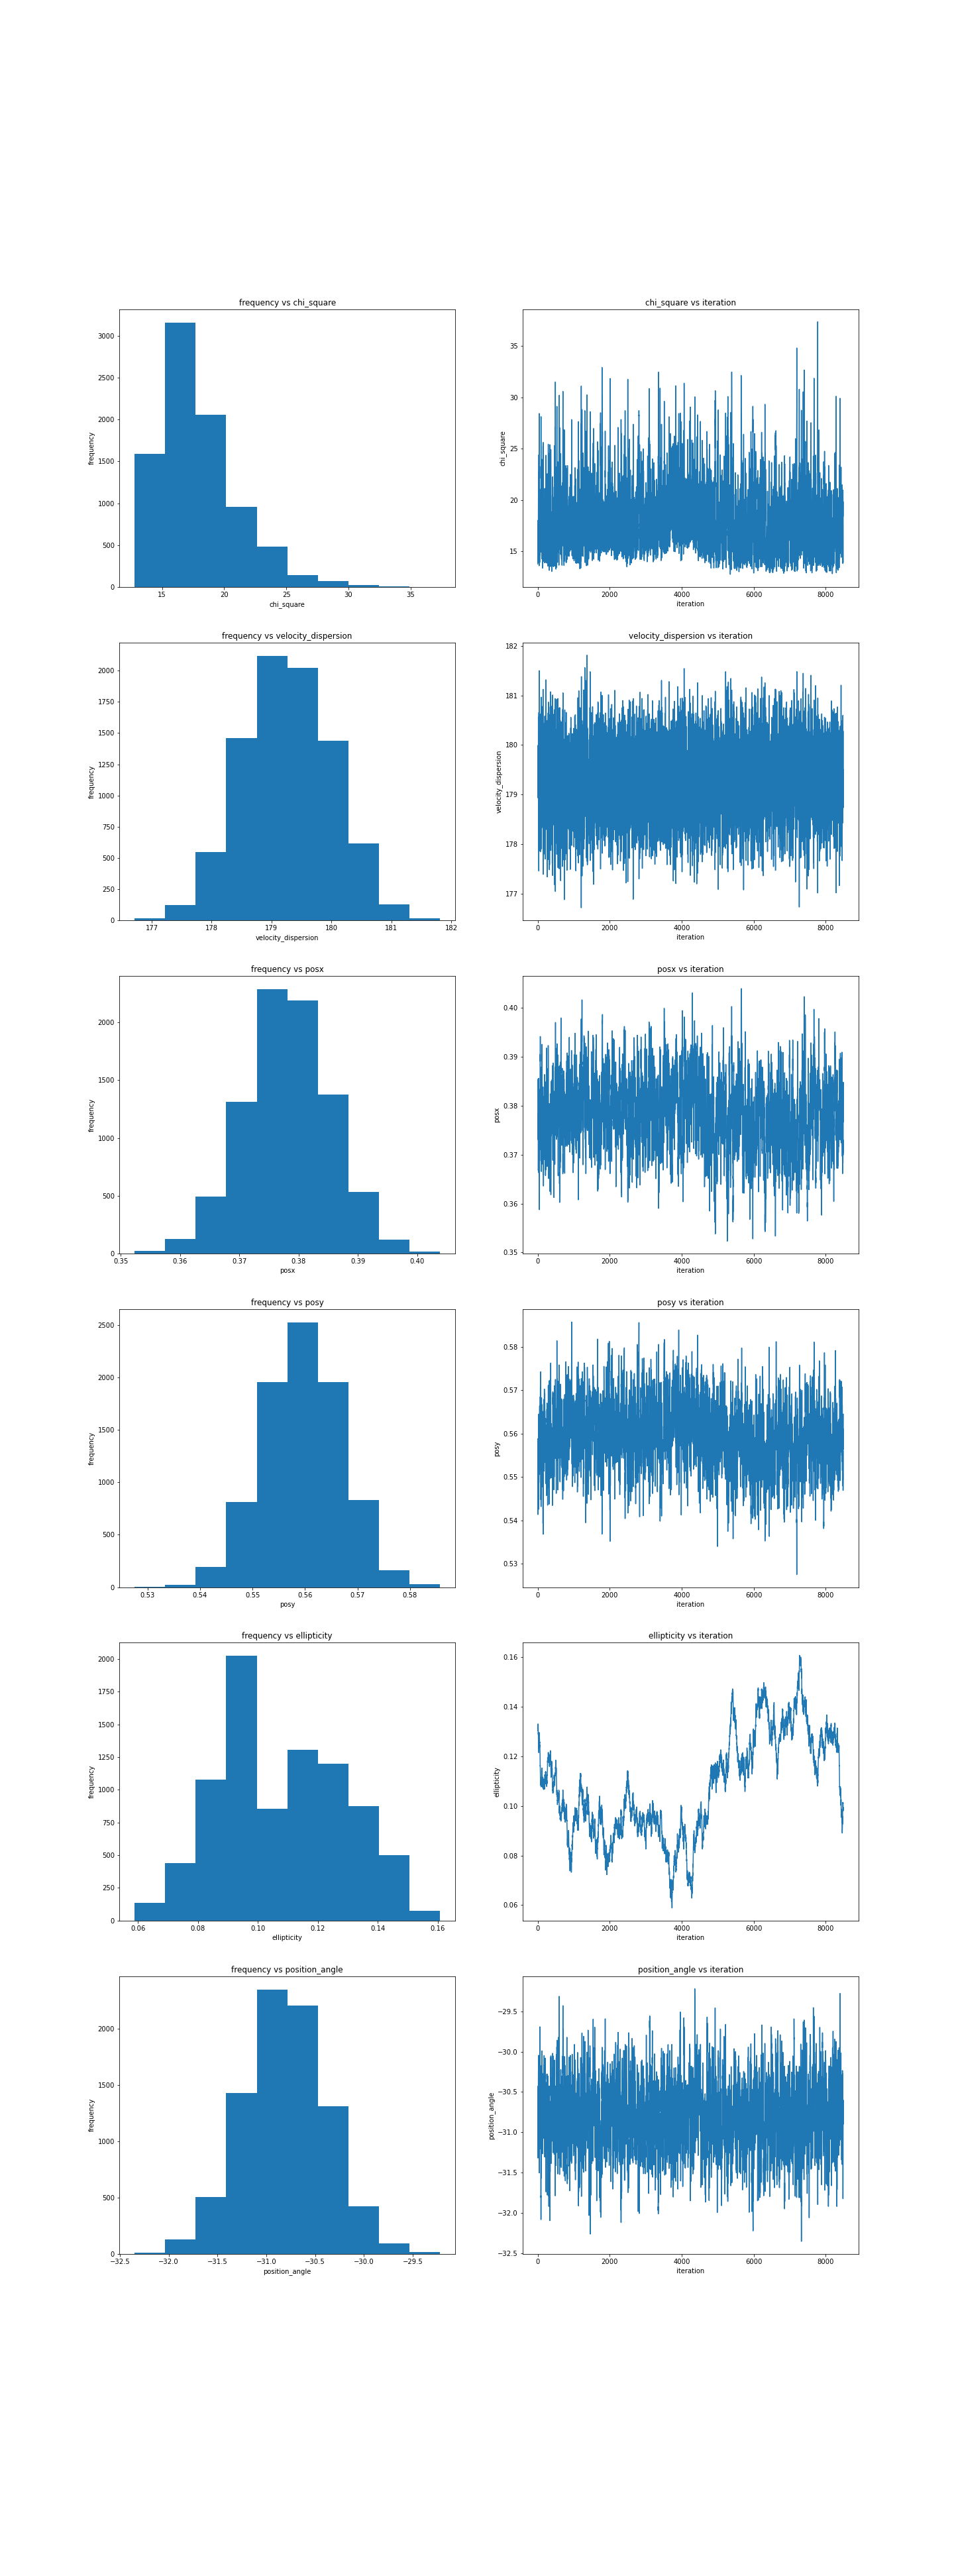 frequency vs chi_square
chi_square vs iteration
3000
2500
2000
1500
1000
500
0
frequency
15 20 25 30 35
chi_square
35
30
25
20
15
chi_square
0 2000 4000 6000 8000
iteration
frequency vs velocity_dispersion
velocity_dispersion vs iteration
2000
1750
1500
1250
1000
750
500
250
0
frequency
177 178 179 180 181 182
velocity_dispersion
182
181
180
179
178
177
velocity_dispersion
0 2000 4000 6000 8000
iteration
frequency vs posx
posx vs iteration
2000
1500
1000
500
0
frequency
0.35 0.36 0.37 0.38 0.39 0.40
posx
0.40
0.39
0.38
0.37
0.36
0.35
posx
0 2000 4000 6000 8000
iteration
frequency vs posy
posy vs iteration
2500
2000
1500
1000
500
0
frequency
0.53 0.54 0.55 0.56 0.57 0.58
posy
0.58
0.57
0.56
0.55
0.54
0.53
posy
0 2000 4000 6000 8000
iteration
frequency vs ellipticity
ellipticity vs iteration
2000
1750
1500
1250
1000
750
500
250
0
frequency
0.06 0.08 0.10 0.12 0.14 0.16
ellipticity
0.16
0.14
0.12
0.10
0.08
0.06
ellipticity
0 2000 4000 6000 8000
iteration
frequency vs position_angle
position_angle vs iteration
2000
1500
1000
500
0
frequency
−32.5 −32.0 −31.5 −31.0 −30.5 −30.0 −29.5
position_angle
−29.5
−30.0
−30.5
−31.0
−31.5
−32.0
−32.5
position_angle
0 2000 4000 6000 8000
iteration